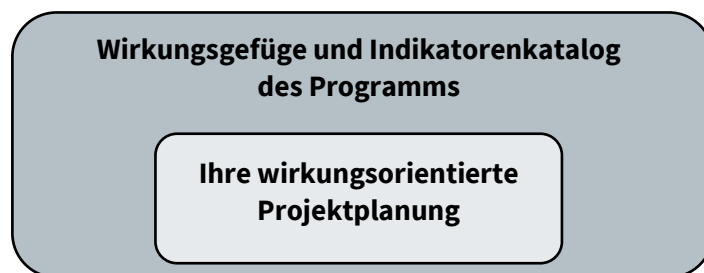 Wirkungsgefüge und Indikatorenkatalog
des Programms
Ihre wirkungsorientierte
Projektplanung